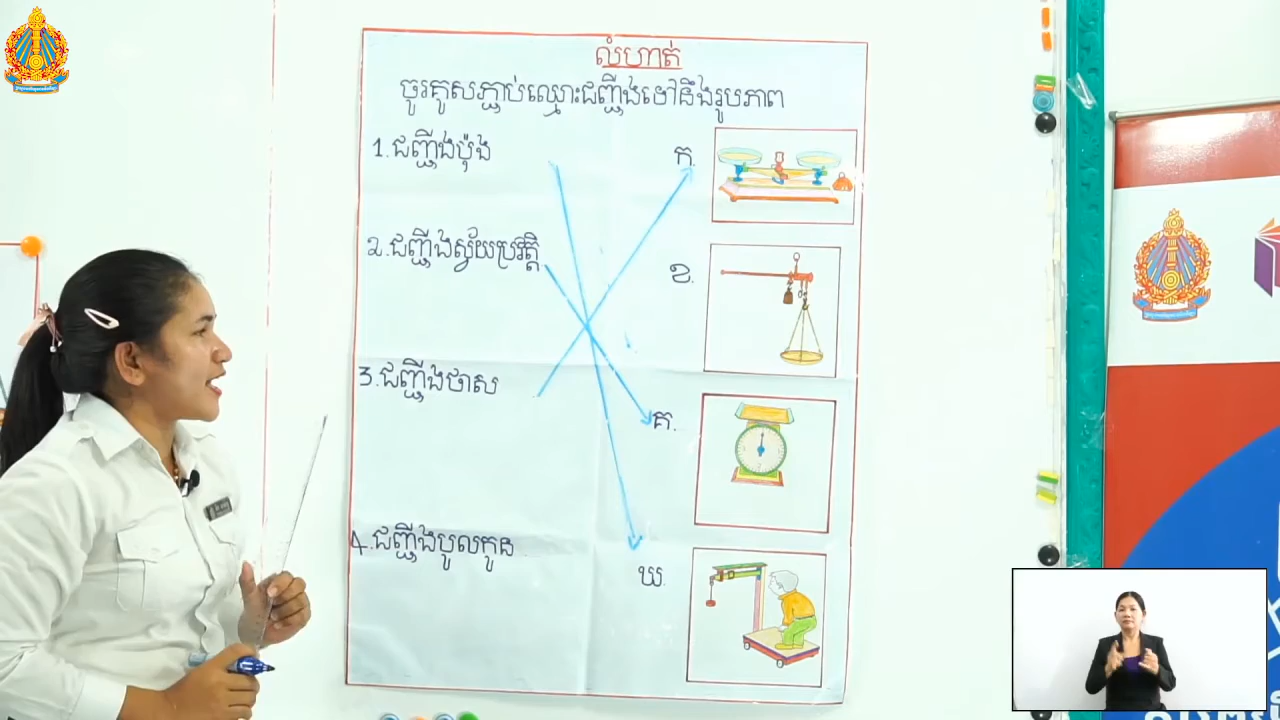 លំហាត់
ចូរគូសភ្ជាប់ឈ្មោះជញ្ជីងទៅនឹងរូបភាព
1.ជញ្ជីងប៉ុង
ក.
2.ជញ្ជីងស្វ័យប្រវត្តិ
ខ.
3.ជញ្ជីងថាស
គ.
4.ជញ្ជីងបូលកូន
ឃ.